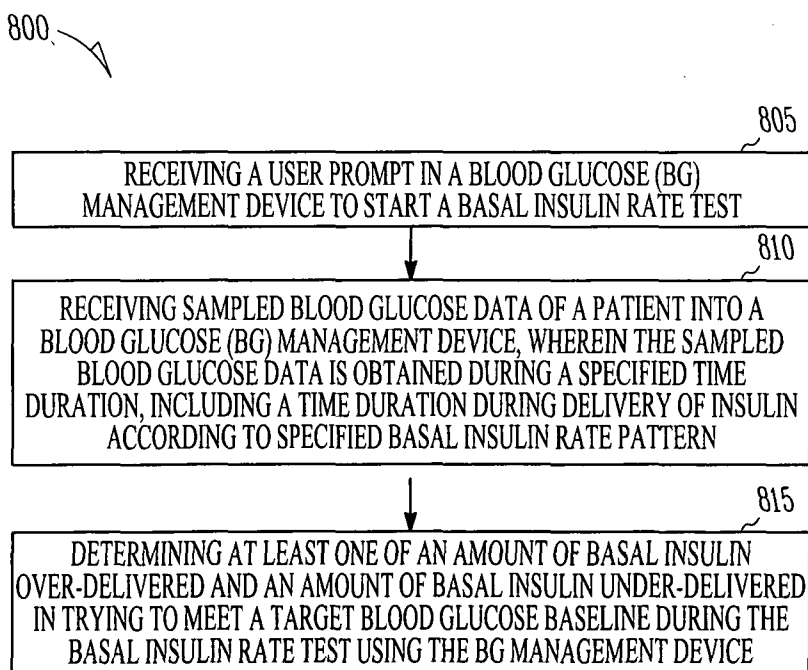 800
805
RECEIVING A USER PROMPT IN A BLOOD GLUCOSE (BG)
MANAGEMENT DEVICE TO START A BASAL INSULIN RATE TEST
810
RECEIVING SAMPLED BLOOD GLUCOSE DATA OF A PATIENT INTO A
BLOOD GLUCOSE (BG) MANAGEMENT DEVICE, WHEREIN THE SAMPLED
BLOOD GLUCOSE DATA IS OBTAINED DURING A SPECIFIED TIME
DURATION, INCLUDING A TIME DURATION DURING DELIVERY OF INSULIN
ACCORDING TO SPECIFIED BASAL INSULIN RATE PATTERN
815
DETERMINING AT LEAST ONE OF AN AMOUNT OF BASAL INSULIN
OVER-DELIVERED AND AN AMOUNT OF BASAL INSULIN UNDER-DELIVERED
IN TRYING TO MEET A TARGET BLOOD GLUCOSE BASELINE DURING THE
BASAL INSULIN RATE TEST USING THE BG MANAGEMENT DEVICE